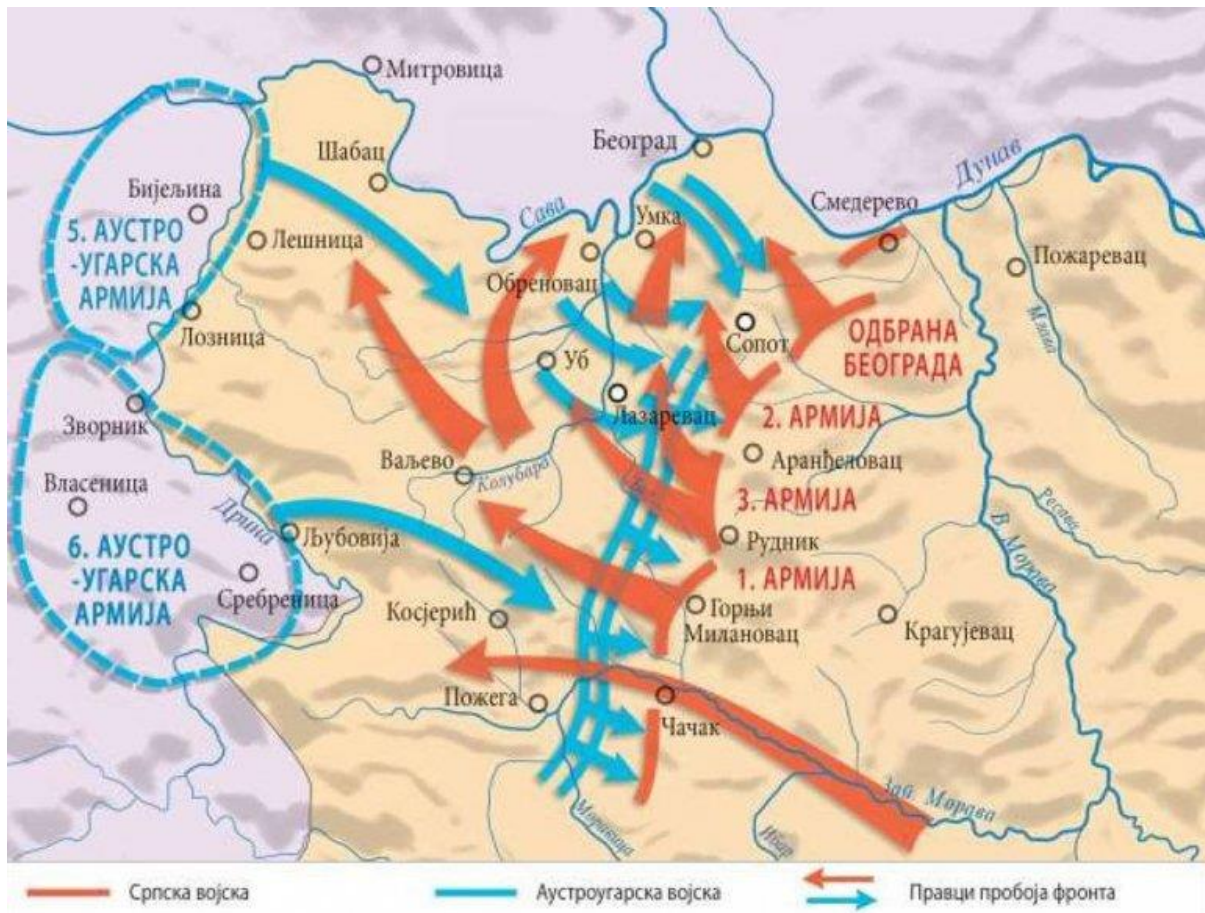 Митровица
Београд
Дунав
Шабац
Сава
Смедерево
Бијељина
Умка
5. АУСТРО
-УГАРСКА
АРМИЈА
Лешница
Обреновац
Пожаревац
Млава
Лозница
Сопот
ОДБРАНА
БЕОГРАДА
Уб
Зворник
Лазаревац
2. АРМИЈА
Ваљево
Колубара
Аранђеловац
Власеница
Дрина
3. АРМИЈА
Ресава
В. Морава
Љубовија
Рудник
6. АУСТРО
-УГАРСКА
АРМИЈА
1. АРМИЈА
Сребреница
Косјерић
Горњи
Милановац
Крагујевац
Пожега
Чачак
Зап. Морава
Моравица
Ибар
Српска војска
Аустроугарска војска
Правци пробоја фронта